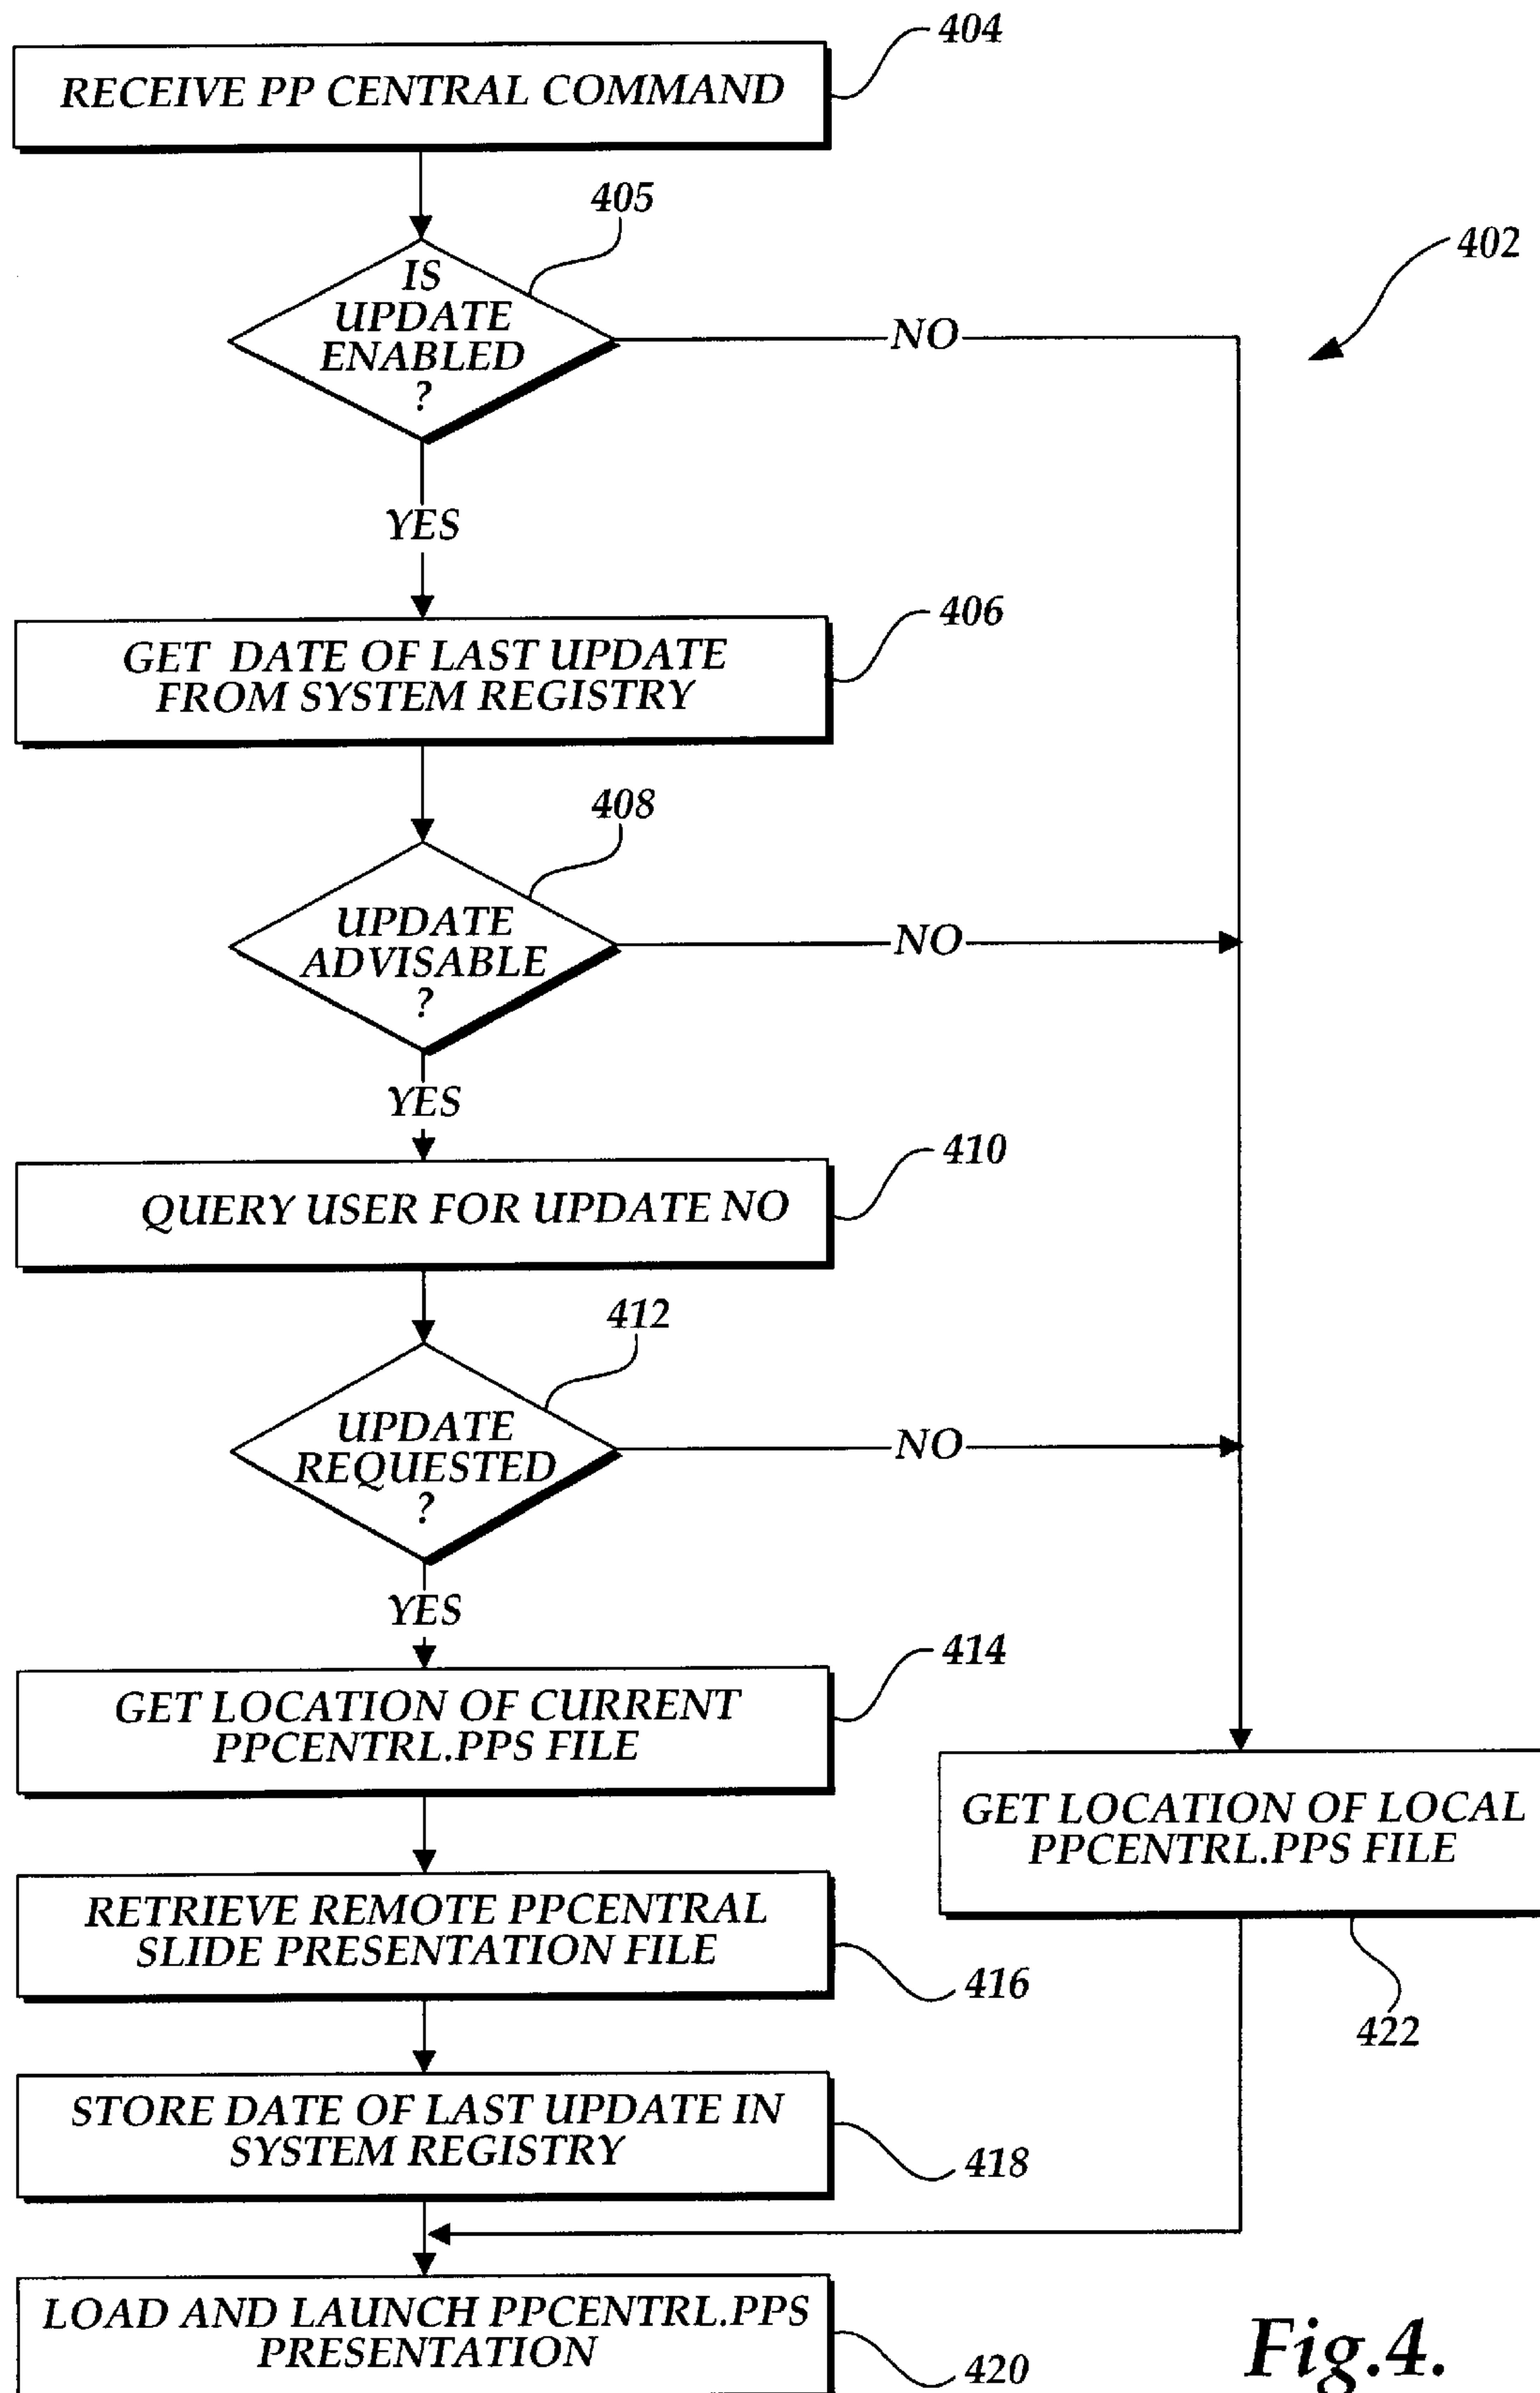 404
RECEIVE PP CENTRAL COMMAND
405
402
IS
UPDATE
ENABLED
?
NO
YES
406
GET DATE OF LAST UPDATE
FROM SYSTEM REGISTRY
408
UPDATE
ADVISABLE
?
NO
YES
410
QUERY USER FOR UPDATE NO
412
UPDATE
REQUESTED
?
NO
YES
414
GET LOCATION OF CURRENT
PPCENTRL.PPS FILE
GET LOCATION OF LOCAL
PPCENTRL.PPS FILE
422
RETRIEVE REMOTE PPCENTRAL
SLIDE PRESENTATION FILE
416
STORE DATE OF LAST UPDATE IN
SYSTEM REGISTRY
418
LOAD AND LAUNCH PPCENTRL.PPS
PRESENTATION
420
Fig.4.